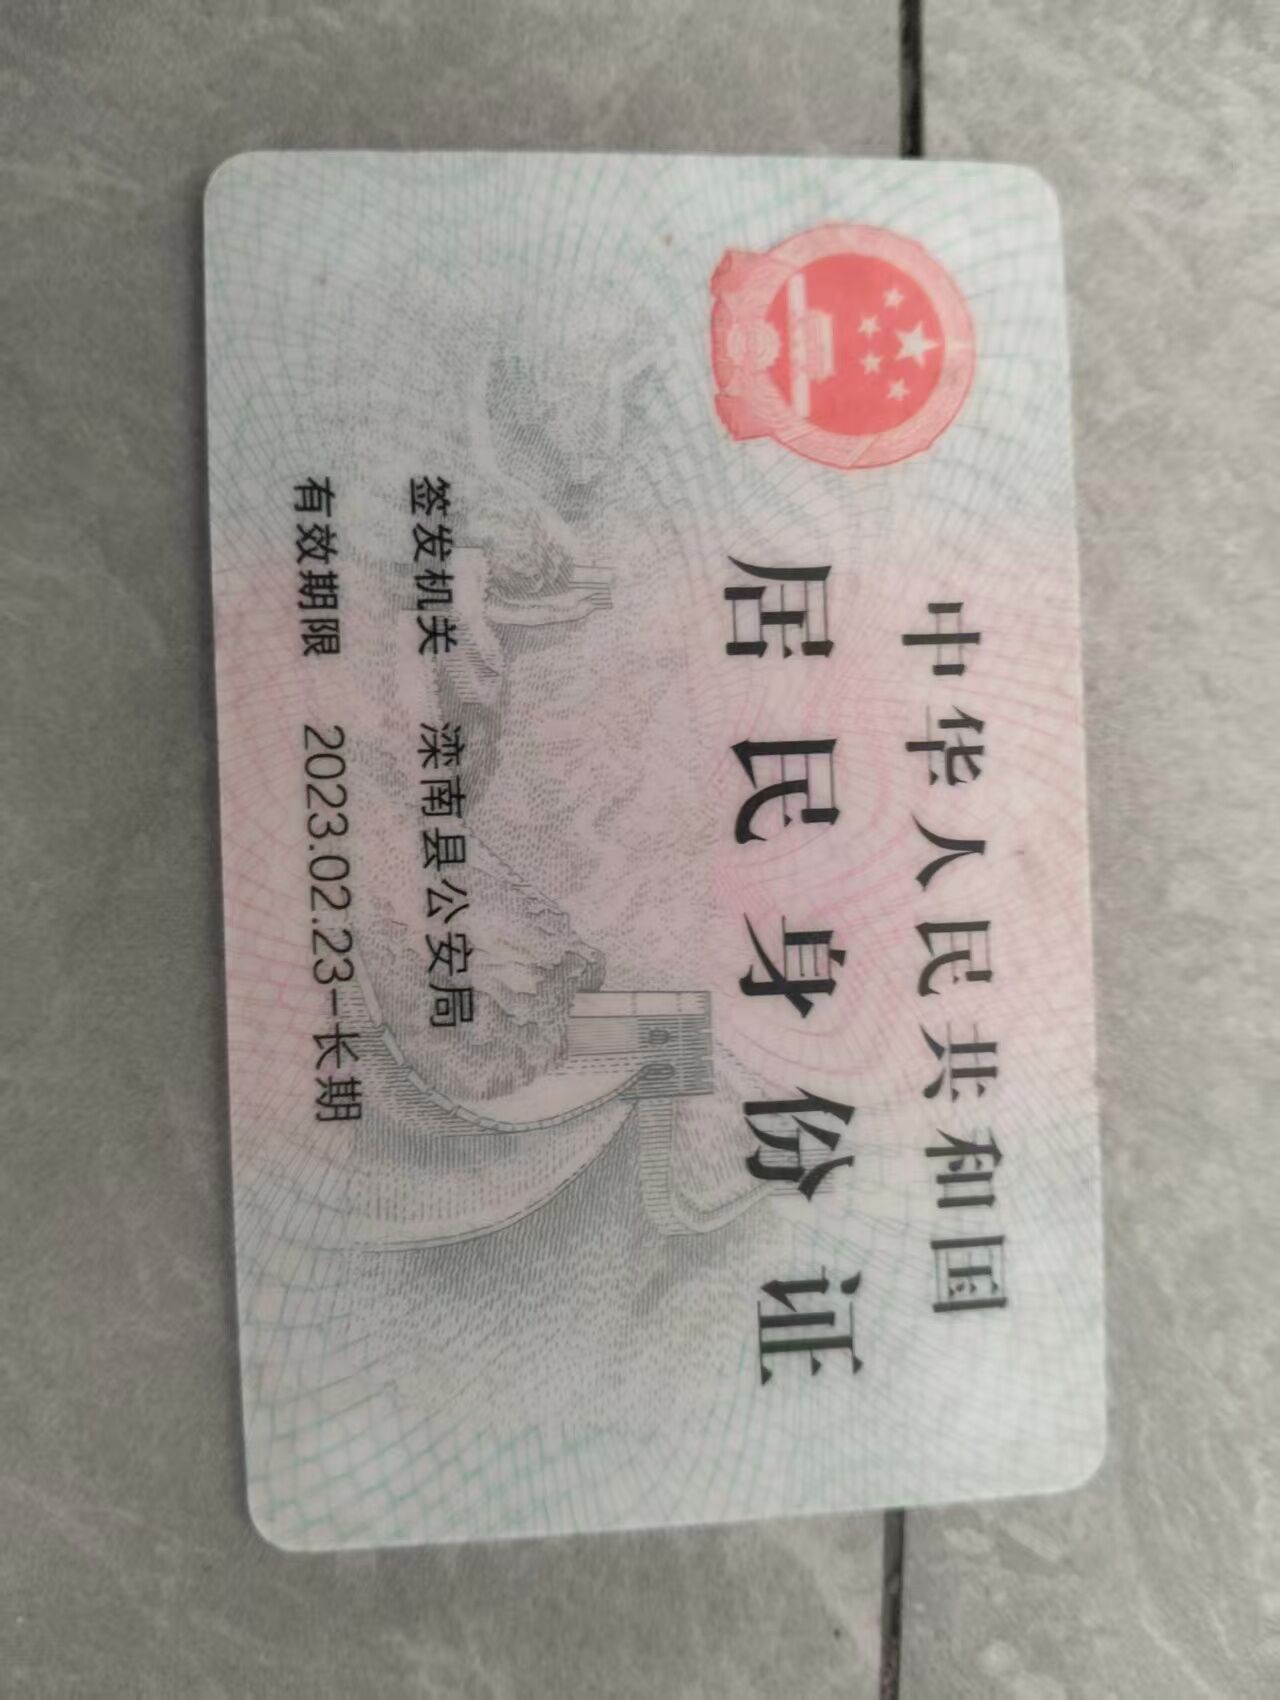 中华人民共和国
居民身份证
签发机关 滦南县公安局
有效期限 2023.02.23-长期